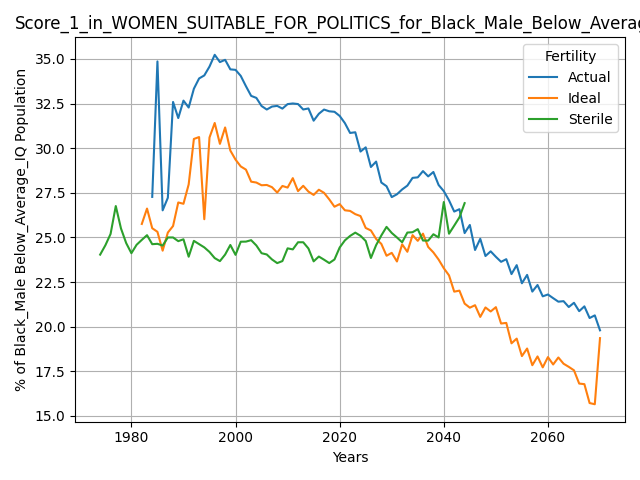 Score_1_in_WOMEN_SUITABLE_FOR_POLITICS_for_Black_Male_Below_Averag
Fertility
Actual
Ideal
Sterile
% of Black_Male Below_Average_IQ Population
35.0
32.5
30.0
27.5
25.0
22.5
20.0
17.5
15.0
1980
2000
2020
2040
2060
Years